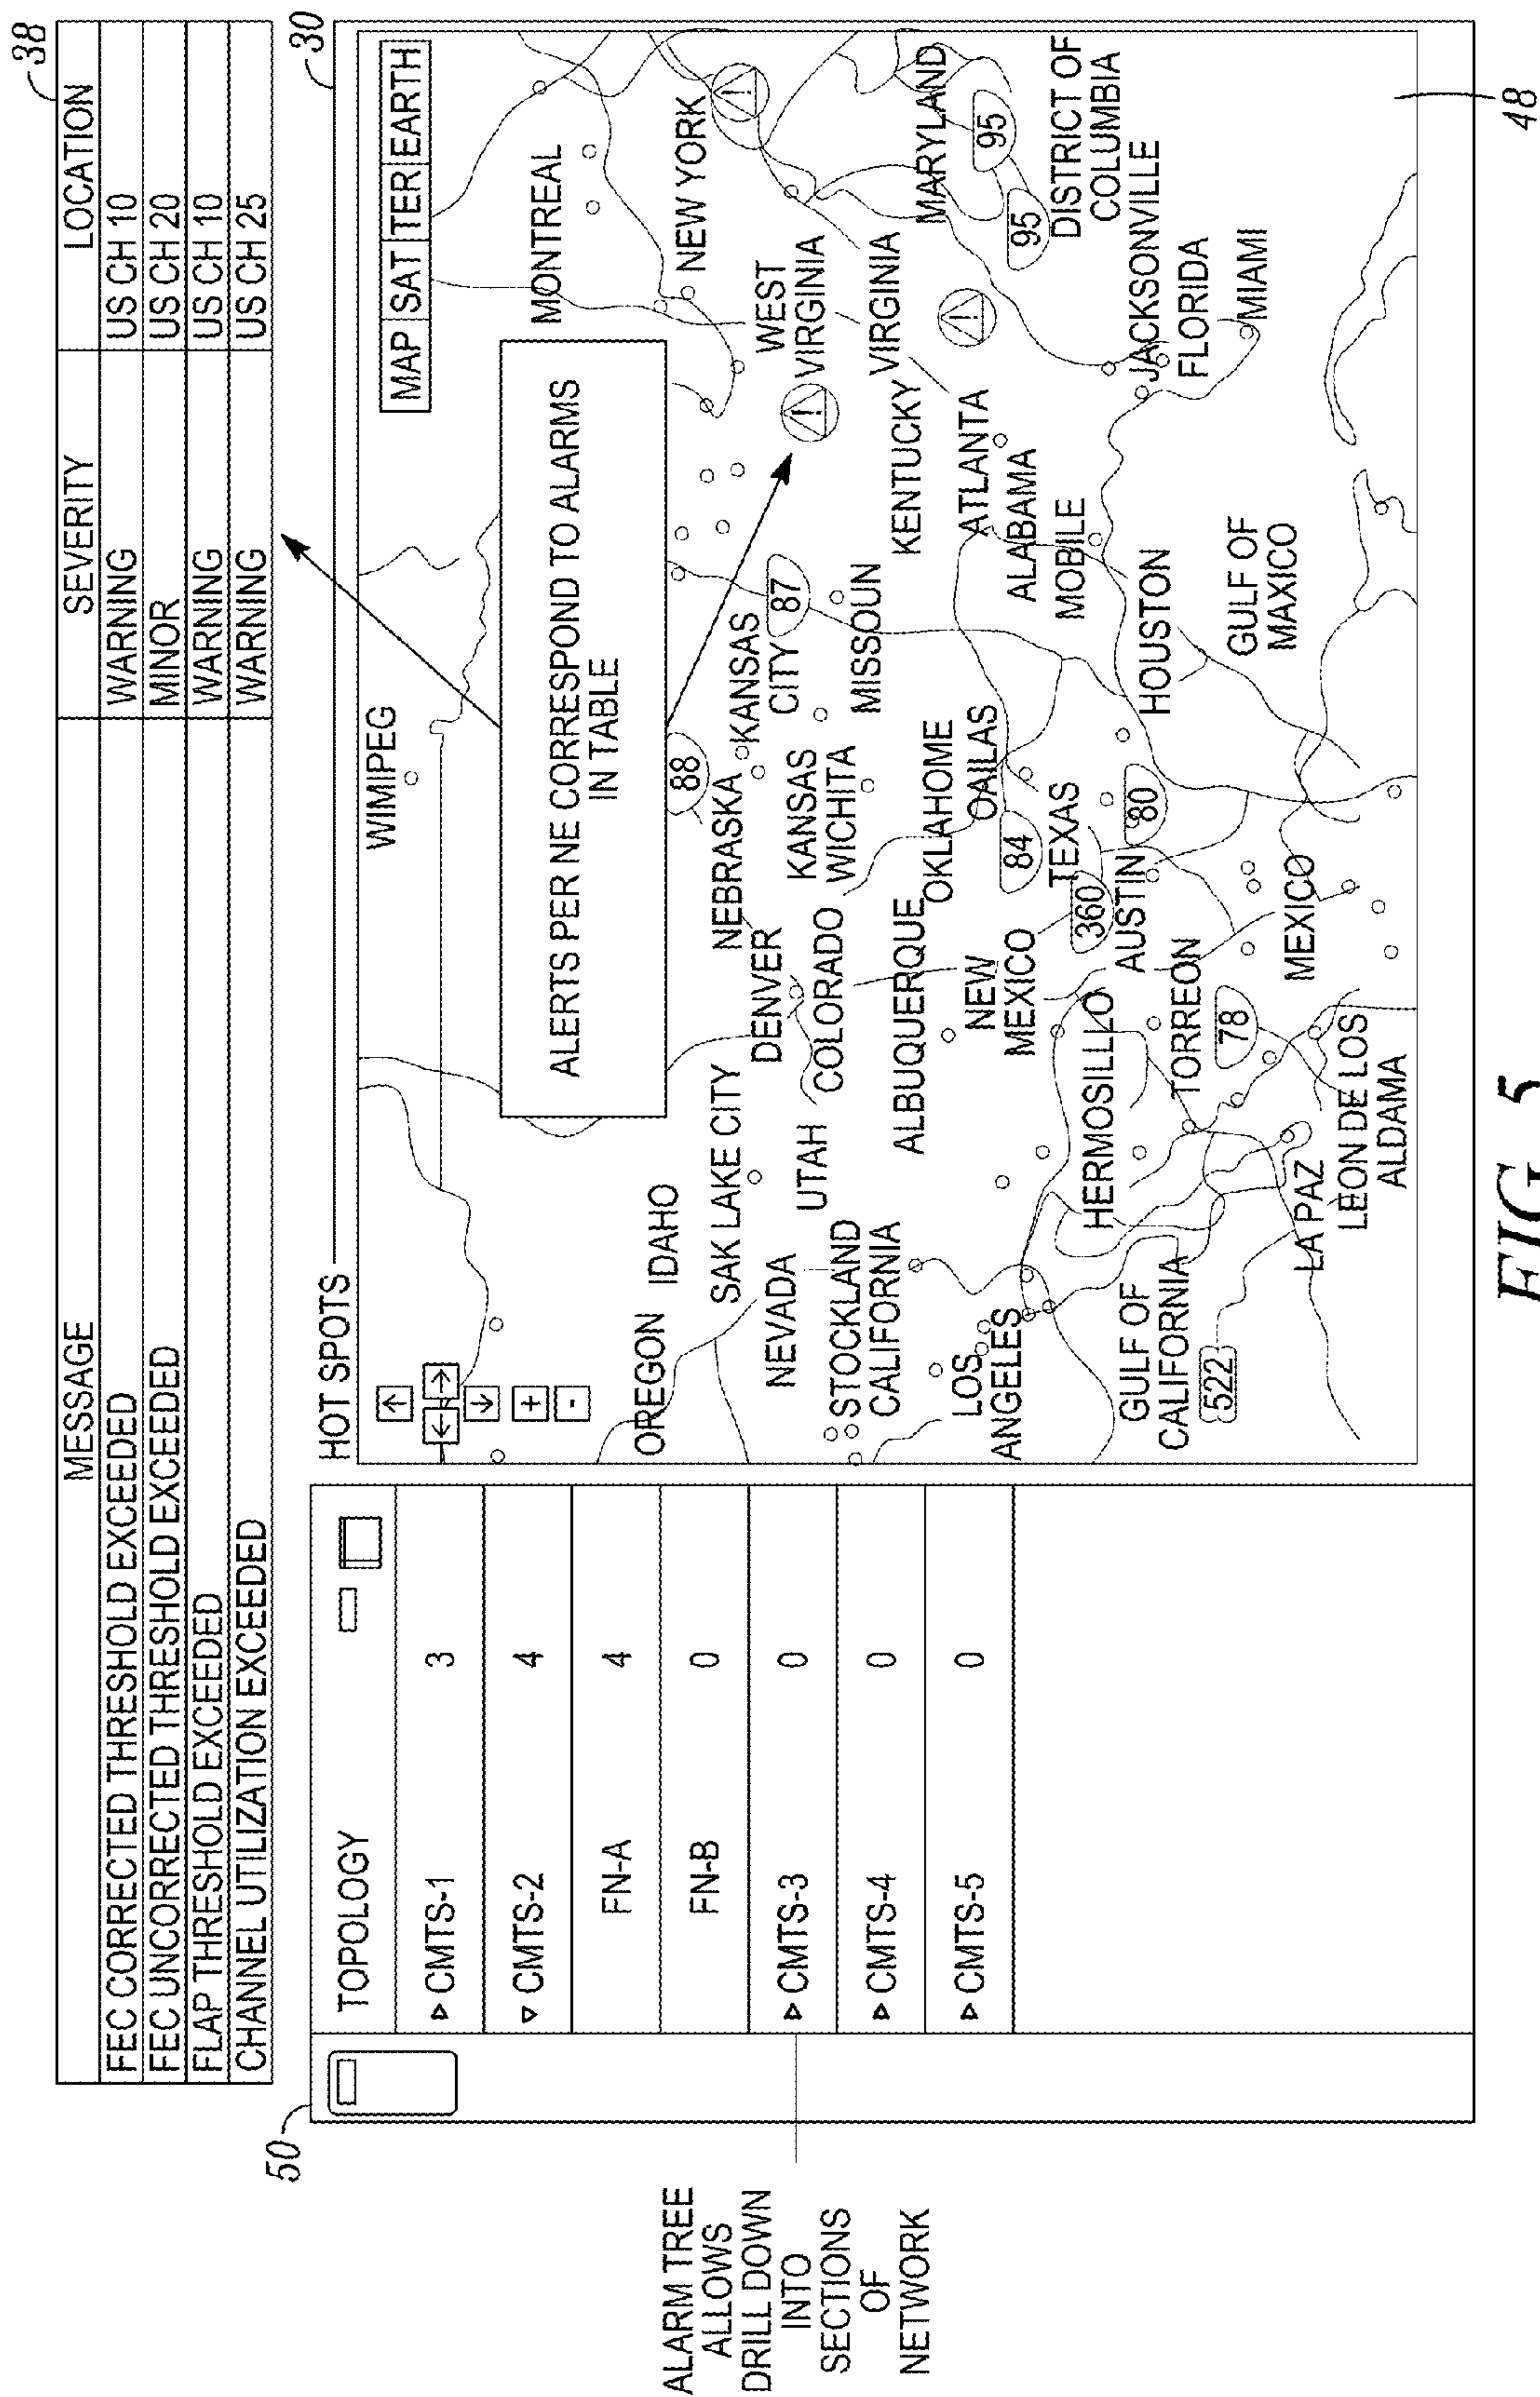 38
MESSAGE SEVERITY LOCATION
FEC CORRECTED THRESHOLD EXCEEDED WARNING US CH 10
FEC UNCORRECTED THRESHOLD EXCEEDED MINOR US CH 20
FLAP THRESHOLD EXCEEDED WARNING US CH 10
CHANNEL UTILIZATION EXCEEDED WARNING US CH 25
50
TOPOLOGY
CMTS-1 3
CMTS-2 4
FN-A 4
FN-B 0
CMTS-3 0
CMTS-4 0
CMTS-5 0
ALARM TREE
ALLOWS
DRILL DOWN
INTO
SECTIONS
OF
NETWORK
HOT SPOTS
30
MAP SAT TER EARTH
+
-
WIMIPEG
ALERTS PER NE CORRESPOND TO ALARMS
IN TABLE
MONTREAL
OREGON
IDAHO
SAK LAKE CITY
NEBRASKA
88
KANSAS
CITY
87
NEW YORK
!
NEVADA
UTAH
DENVER
COLORADO
KANSAS
WICHITA
MISSOUN
!
WEST
VIRGINIA
STOCKLAND
CALIFORNIA
ALBUQUERQUE
OKLAHOME
KENTUCKY
VIRGINIA
MARYLAND
LOS
ANGELES
NEW
MEXICO
OAILAS
84
ATLANTA
ALABAMA
!
95
95
DISTRICT OF
COLUMBIA
HERMOSILLO
360
TEXAS
MOBILE
GULF OF
CALIFORNIA
AUSTIN
80
HOUSTON
JACKSONVILLE
FLORIDA
MIAMI
522
TORREON
78
GULF OF
MAXICO
LA PAZ
MEXICO
LEON DE LOS
ALDAMA
48
FIG. 5